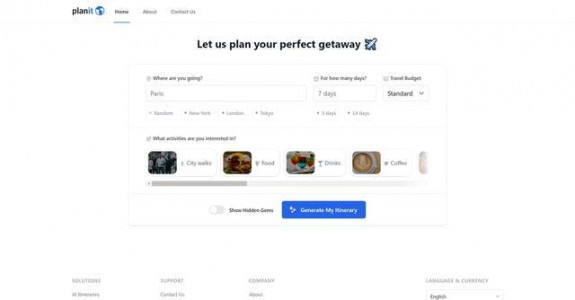 planit
Home About Contact Us
Let us plan your perfect getaway
Where are you going? For how many days? Travel Budget
Paris 7 days Standard
Random New York London Tokyo 3 days 14 days
What activities are you interested in?
City walks Food Drinks Coffee
Show Hidden Gems Generate My Itinerary
SOLUTIONS SUPPORT COMPANY LANGUAGE & CURRENCY
AI Itineraries Contact Us About English